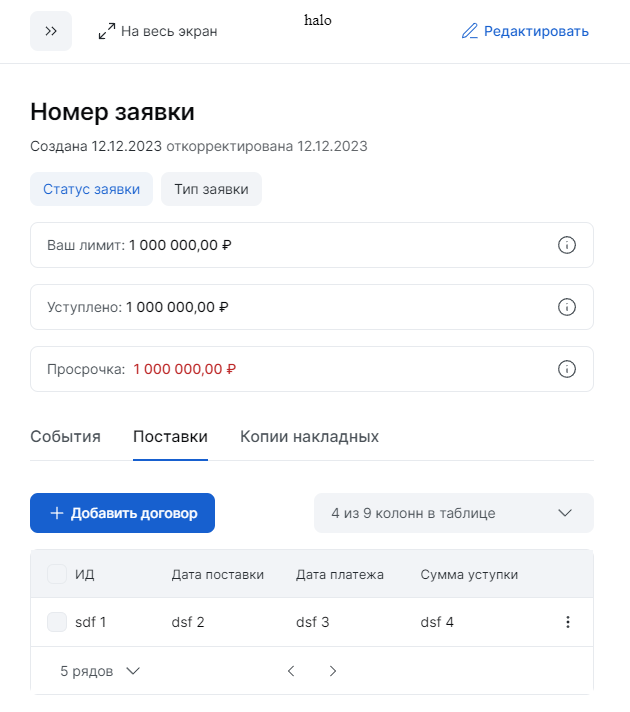 halo
На весь экран
Редактировать
Номер заявки
Создана 12.12.2023 откорректирована 12.12.2023
Статус заявки
Тип заявки
Ваш лимит: 1 000 000,00 ₽
Уступлено: 1 000 000,00 ₽
Просрочка: 1 000 000,00 ₽
События
Поставки
Копии накладных
Добавить договор
4 из 9 колонн в таблице
ИД Дата поставки Дата платежа Сумма уступки
sdf 1 dsf 2 dsf 3 dsf 4
5 рядов